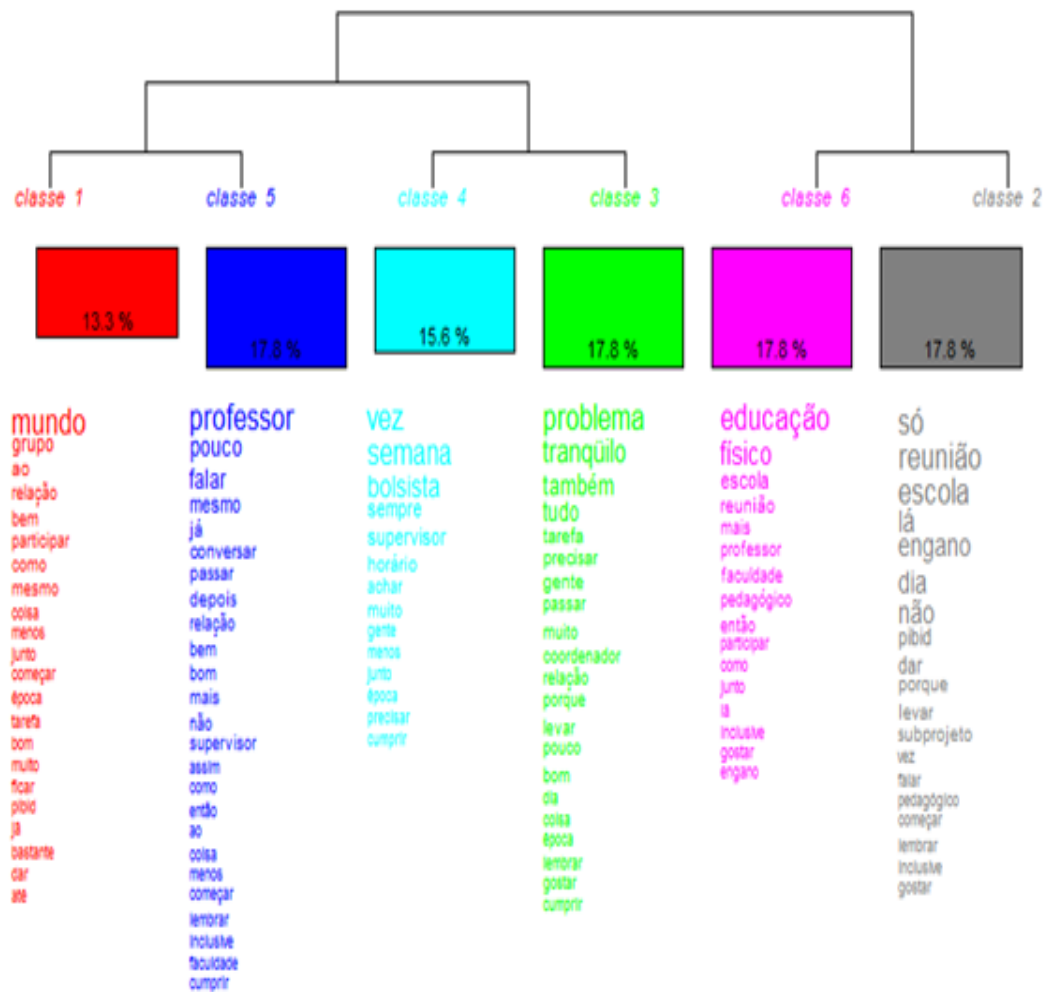 classe 1
classe 5
classe 4
classe 3
classe 6
classe 2
13.3 %
17.8 %
15.6 %
17.8 %
17.8 %
17.8 %
mundo
grupo
ao
relação
bem
participar
como
mesmo
coisa
menos
junto
começar
época
tarefa
bom
muito
ficar
pibid
já
bastante
dar
até
professor
pouco
falar
mesmo
já
conversar
passar
depois
relação
bem
bom
mais
não
supervisor
assim
como
então
ao
coisa
menos
começar
lembrar
inclusive
faculdade
cumprir
vez
semana
bolsista
sempre
supervisor
horário
achar
muito
gente
menos
junto
época
precisar
cumprir
problema
tranqüilo
também
tudo
tarefa
precisar
gente
passar
muito
coordenador
relação
porque
levar
pouco
bom
dia
coisa
época
lembrar
gostar
cumprir
educação
físico
escola
reunião
mais
professor
faculdade
pedagógico
então
participar
como
junto
lá
inclusive
gostar
engano
só
reunião
escola
lá
engano
dia
não
pibid
dar
porque
levar
subprojeto
vez
falar
pedagógico
começar
lembrar
inclusive
gostar